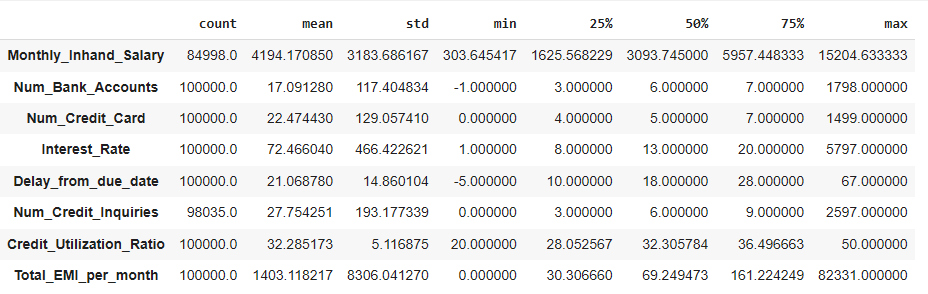 count mean std min 25% 50% 75% max
Monthly_Inhand_Salary 84998.0 4194.170850 3183.686167 303.645417 1625.568229 3093.745000 5957.448333 15204.633333
Num_Bank_Accounts 100000.0 17.091280 117.404834 -1.000000 3.000000 6.000000 7.000000 1798.000000
Num_Credit_Card 100000.0 22.474430 129.057410 0.000000 4.000000 5.000000 7.000000 1499.000000
Interest_Rate 100000.0 72.466040 466.422621 1.000000 8.000000 13.000000 20.000000 5797.000000
Delay_from_due_date 100000.0 21.068780 14.860104 -5.000000 10.000000 18.000000 28.000000 67.000000
Num_Credit_Inquiries 98035.0 27.754251 193.177339 0.000000 3.000000 6.000000 9.000000 2597.000000
Credit_Utilization_Ratio 100000.0 32.285173 5.116875 20.000000 28.052567 32.305784 36.496663 50.000000
Total_EMI_per_month 100000.0 1403.118217 8306.041270 0.000000 30.306660 69.249473 161.224249 82331.000000